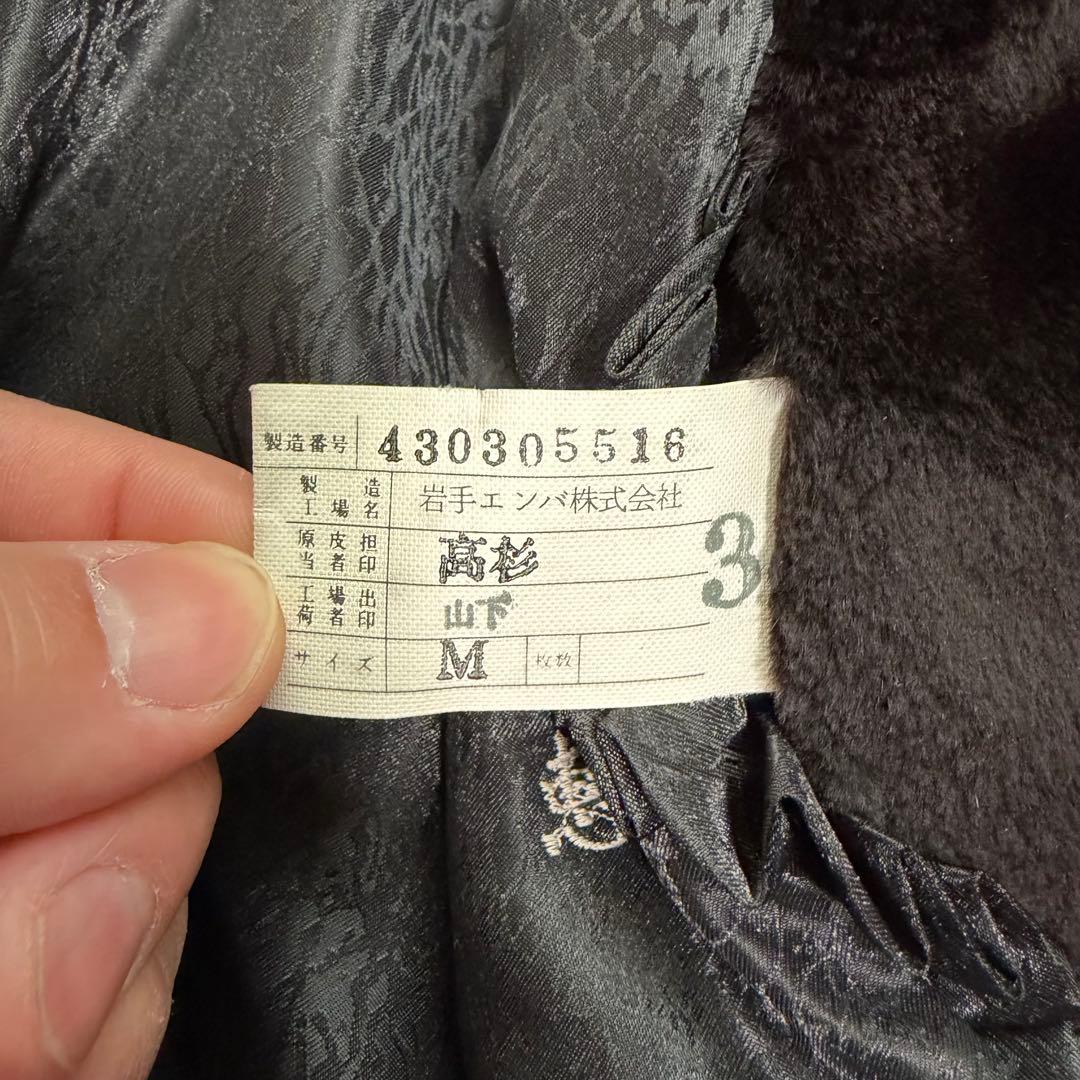 製造番号 430305516
製造 岩手エンバ株式会社
工場名
原皮担 高杉
当者印
工場出 山下
荷者印
サイズ M 枚数
3